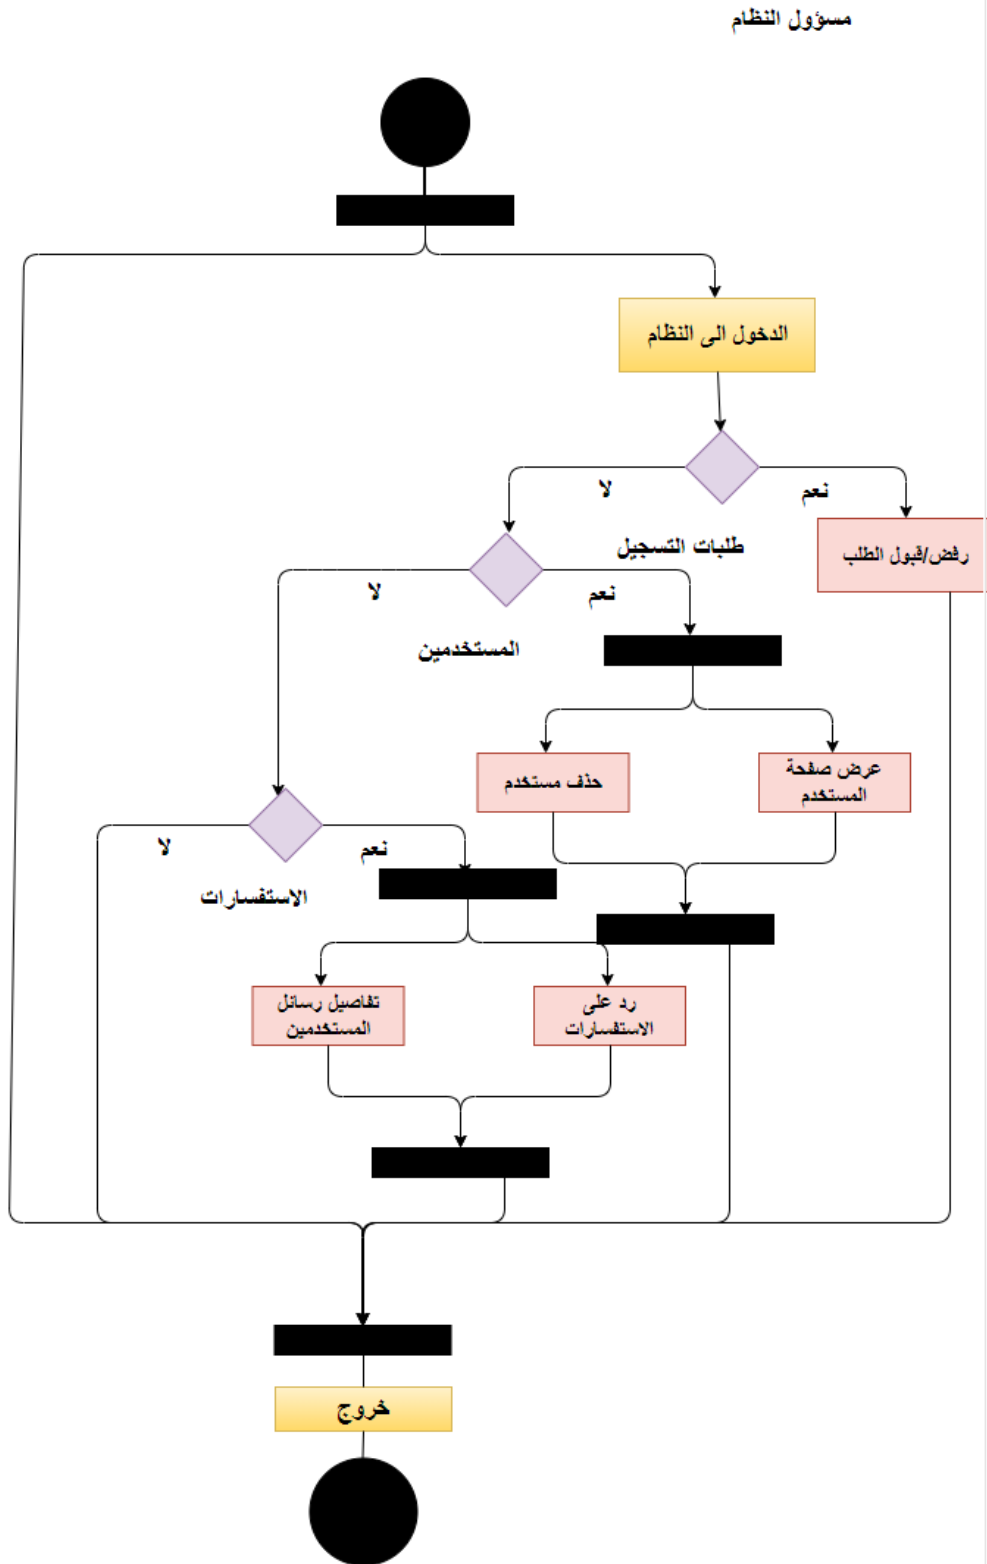 مسؤول النظام
الدخول الى النظام
لا
نعم
طلبات التسجيل
رفض/قبول الطلب
لا
نعم
المستخدمين
حذف مستخدم
عرض صفحة
المستخدم
لا
نعم
الاستفسارات
تفاصيل رسائل
المستخدمين
رد على
الاستفسارات
خروج